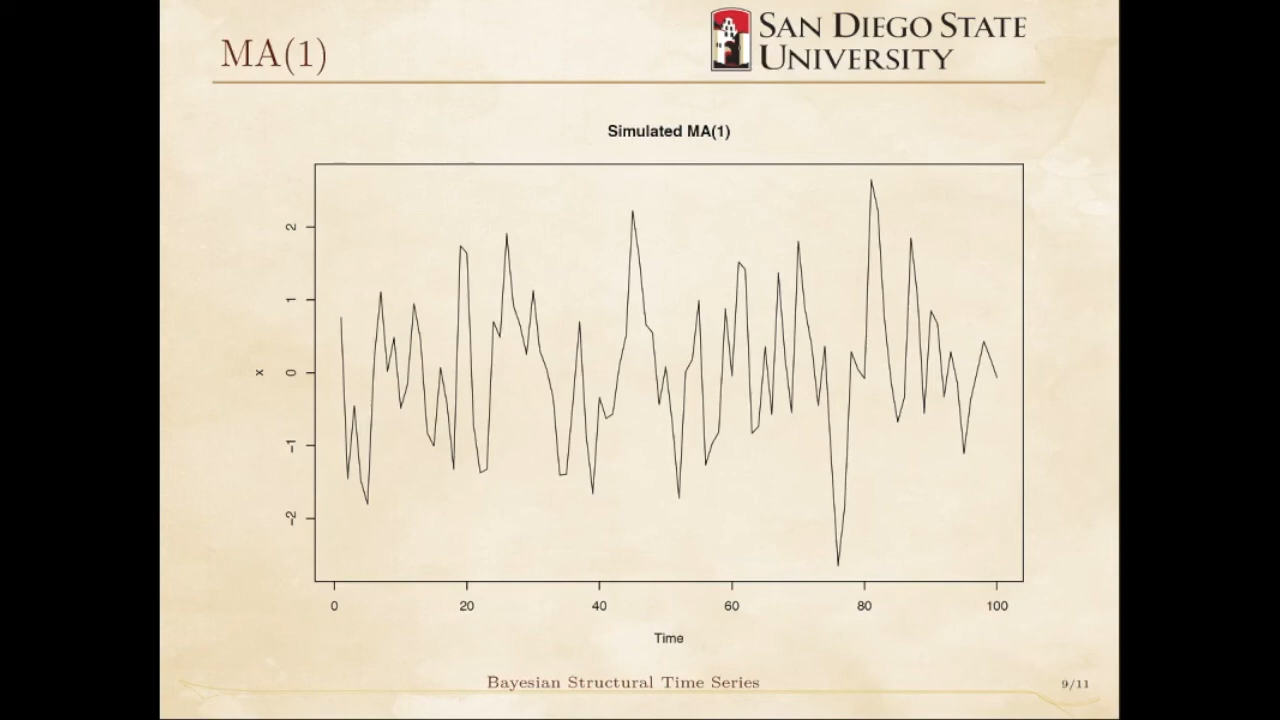 MA(1)
SAN DIEGO STATE
UNIVERSITY
Simulated MA(1)
2
1
0
−1
−2
x
0 20 40 60 80 100
Time
Bayesian Structural Time Series
9/11